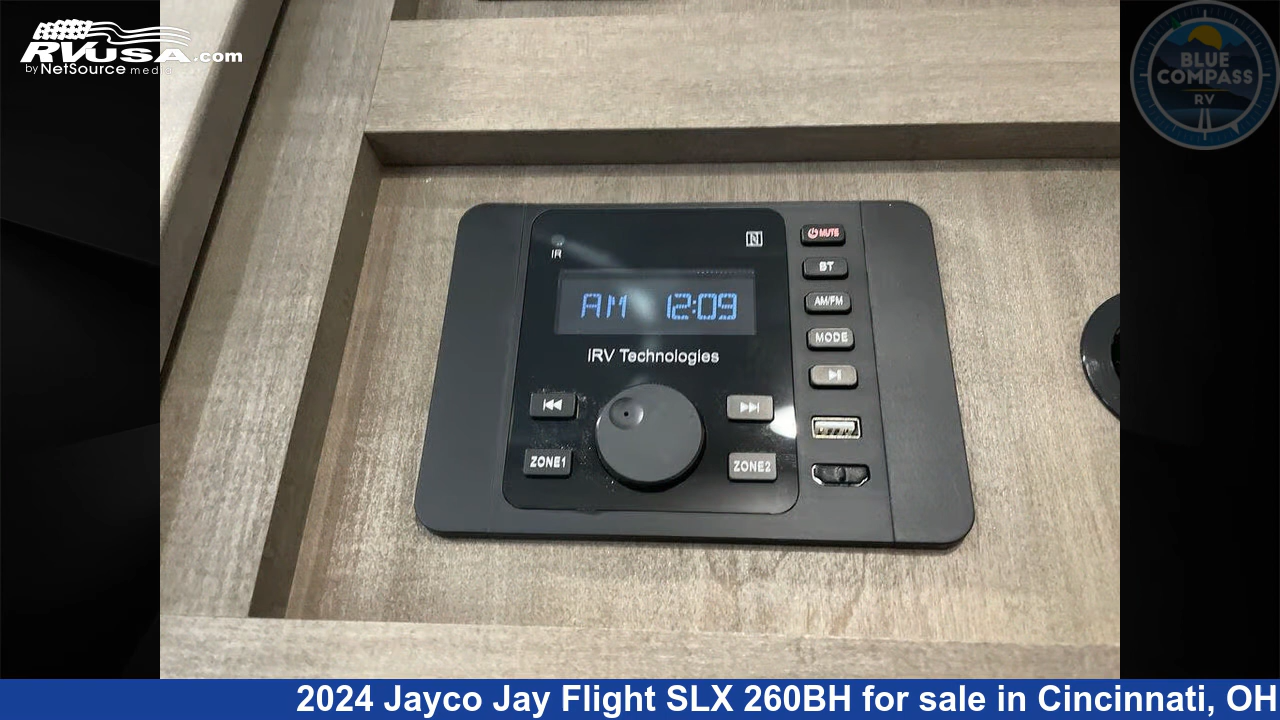 RVUSA.com
by NetSource media
BLUE
COMPASS
RV
IR
N
MUTE
BT
AM 12:09
AM/FM
MODE
iRV Technologies
ZONE1
ZONE2
2024 Jayco Jay Flight SLX 260BH for sale in Cincinnati, OH